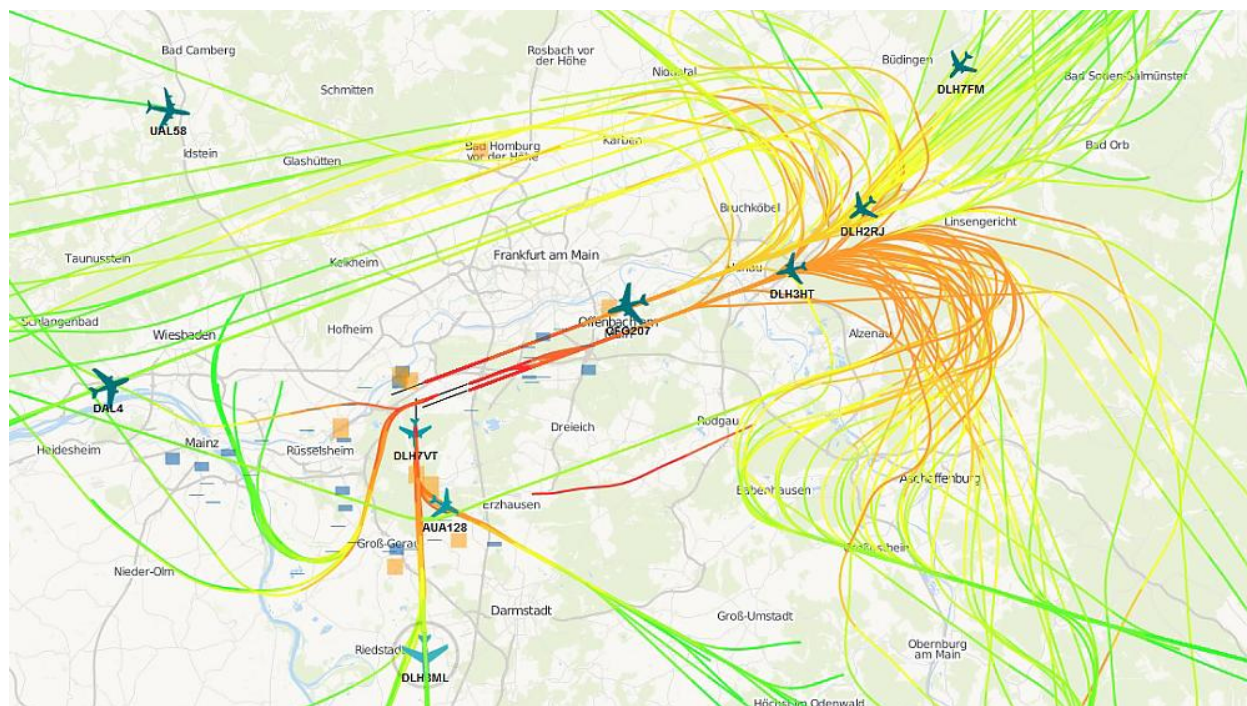 Bad Camberg
Rosbach vor
der Höhe
Büdingen
DLH7FM
Bad Soden-Salmünster
Schmitten
UAL58
Idstein
Glashütten
Bad Homburg
vor der Höhe
Karben
Bad Orb
Bruchköbel
DLH2RJ
Linsengericht
Taunusstein
Kelkheim
Frankfurt am Main
DLH3HT
Schlangenbad
Wiesbaden
Hofheim
Offenbach am
CFG207
Alzenau
DAL4
Heidesheim
Mainz
Rüsselsheim
DLH7VT
Dreieich
Rodgau
Babenhausen
Aschaffenburg
Erzhausen
AUA128
Groß-Gerau
Nieder-Olm
Darmstadt
Groß-Umstadt
Riedstadt
Obernburg
am Main
Höchst im Odenwald